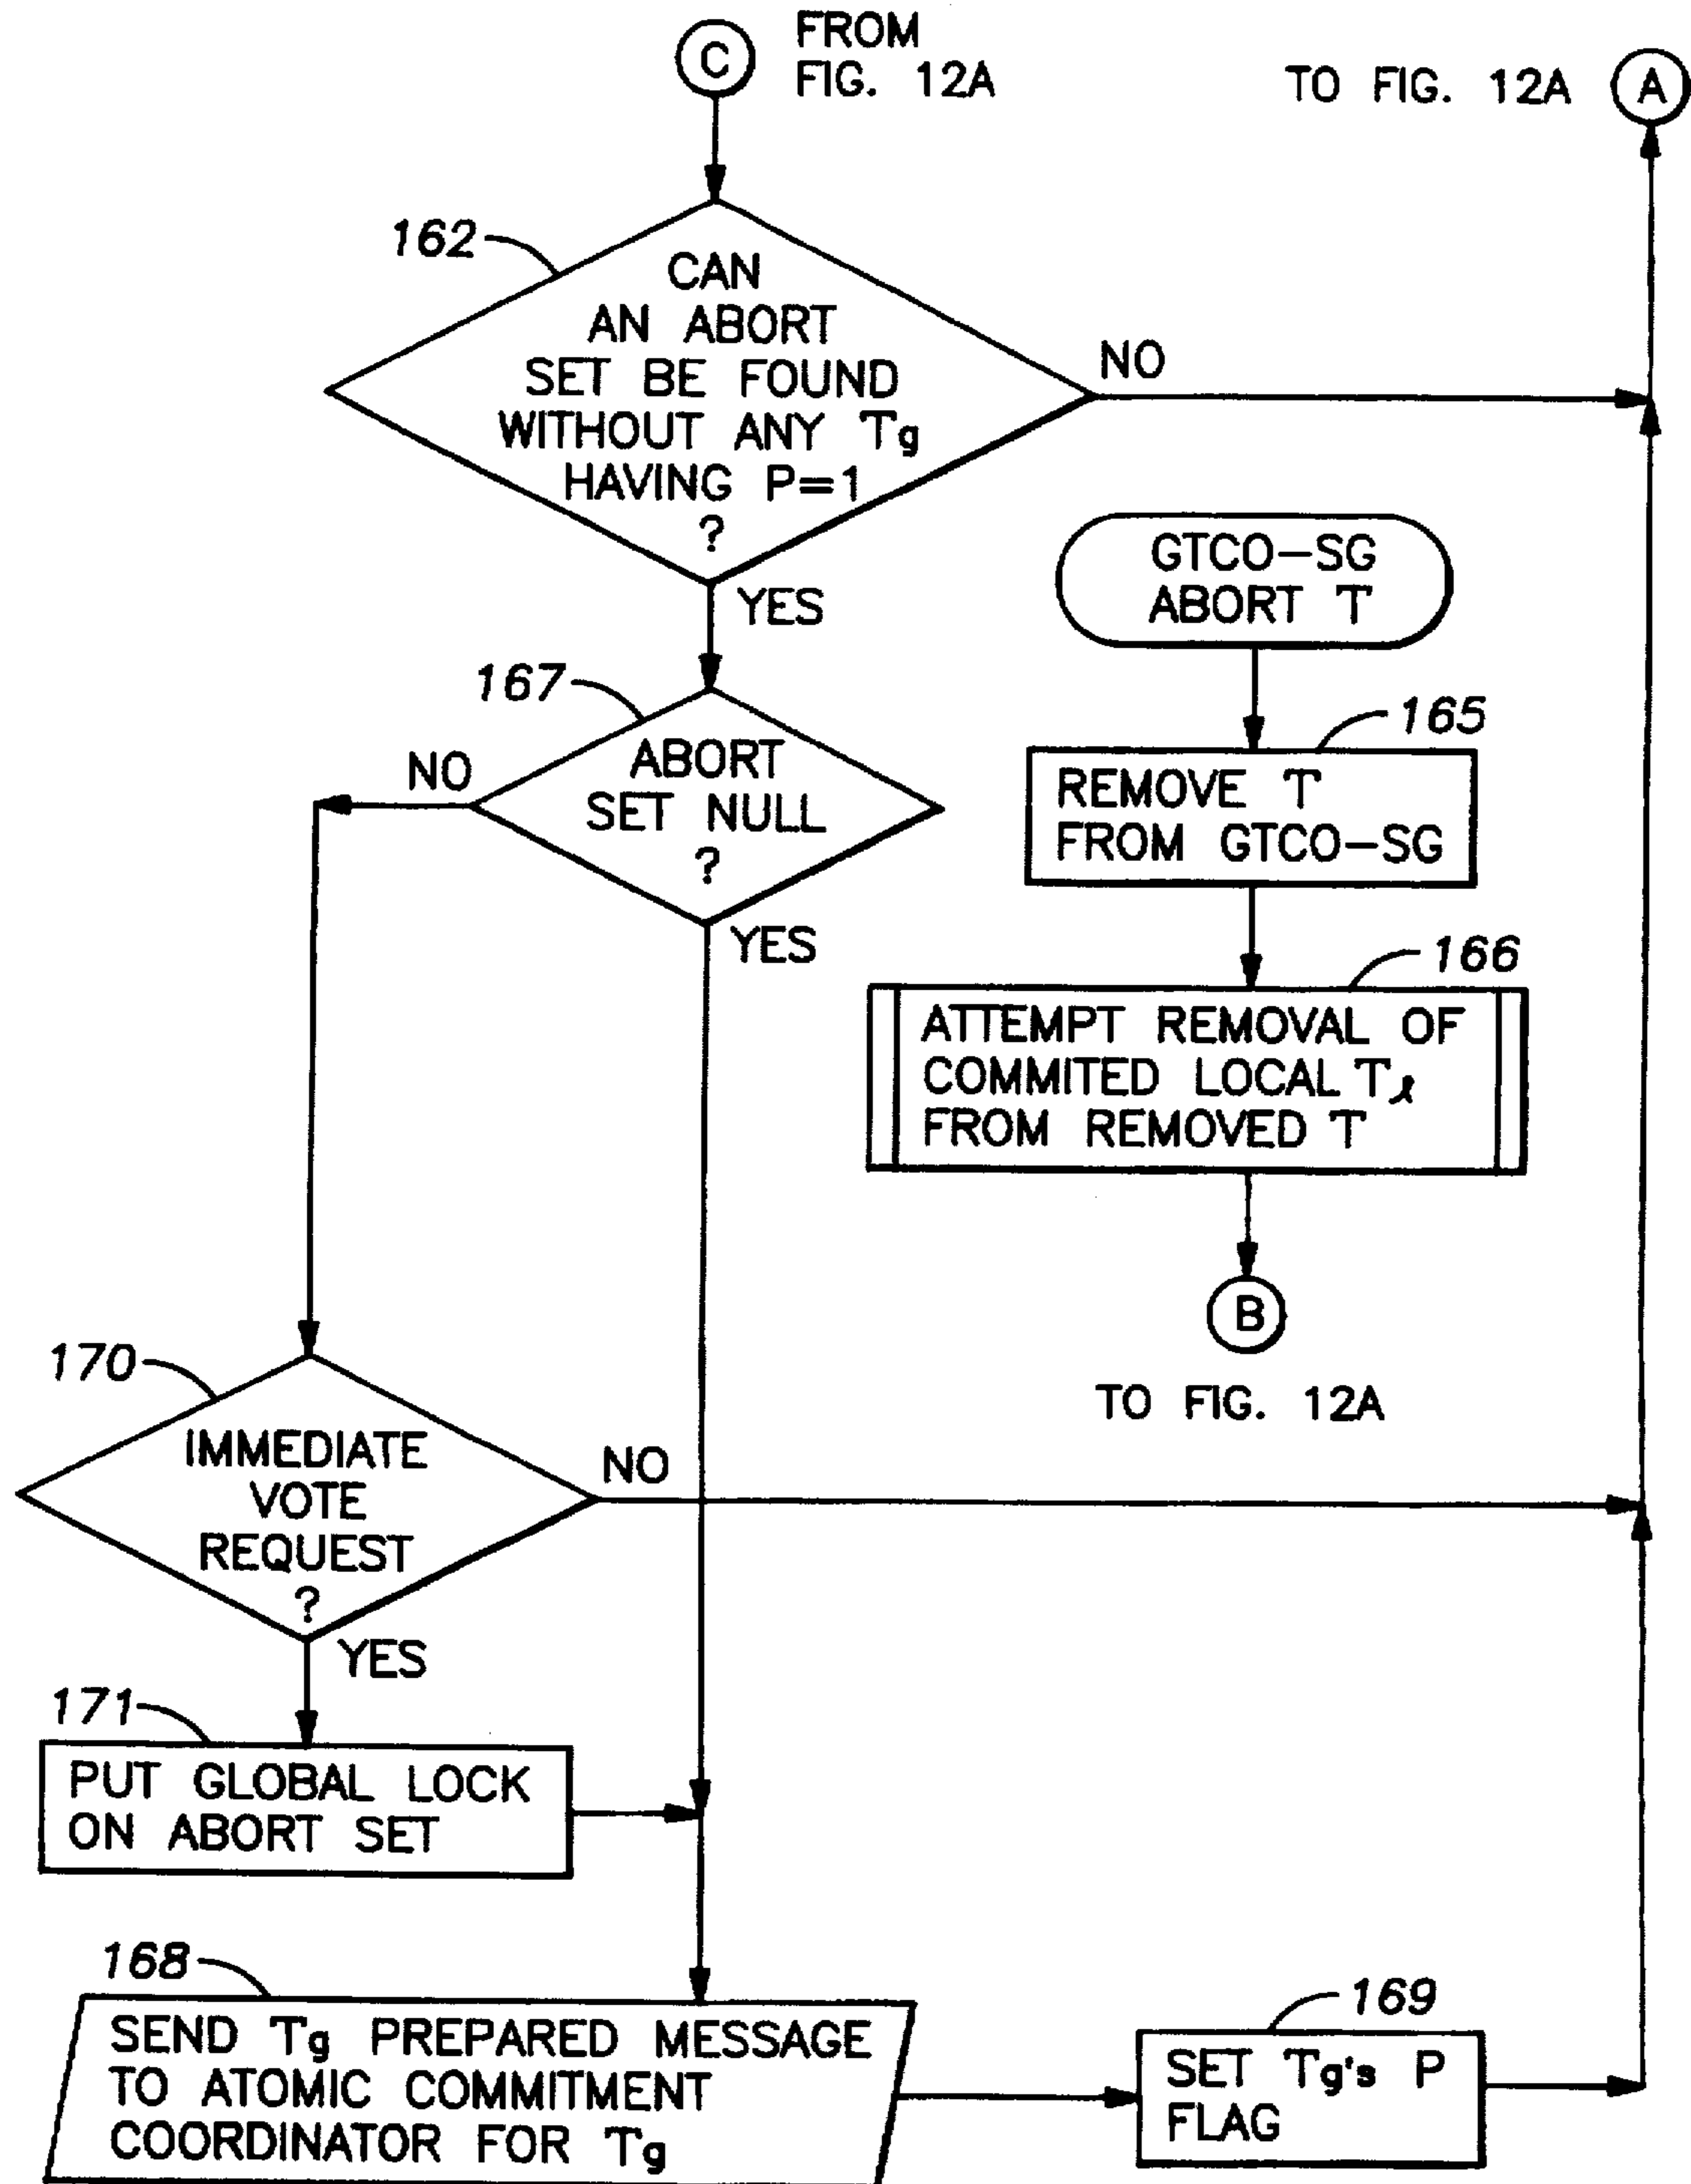 C
FROM
FIG. 12A
TO FIG. 12A
A
162
CAN
AN ABORT
SET BE FOUND
WITHOUT ANY Tg
HAVING P=1
?
NO
YES
GTCO-SG
ABORT T
167
165
ABORT
SET NULL
?
NO
YES
REMOVE T
FROM GTCO-SG
166
ATTEMPT REMOVAL OF
COMMITED LOCAL Tℓ
FROM REMOVED T
B
TO FIG. 12A
170
IMMEDIATE
VOTE
REQUEST
?
NO
YES
171
PUT GLOBAL LOCK
ON ABORT SET
168
SEND Tg PREPARED MESSAGE
TO ATOMIC COMMITMENT
COORDINATOR FOR Tg
169
SET Tg's P
FLAG